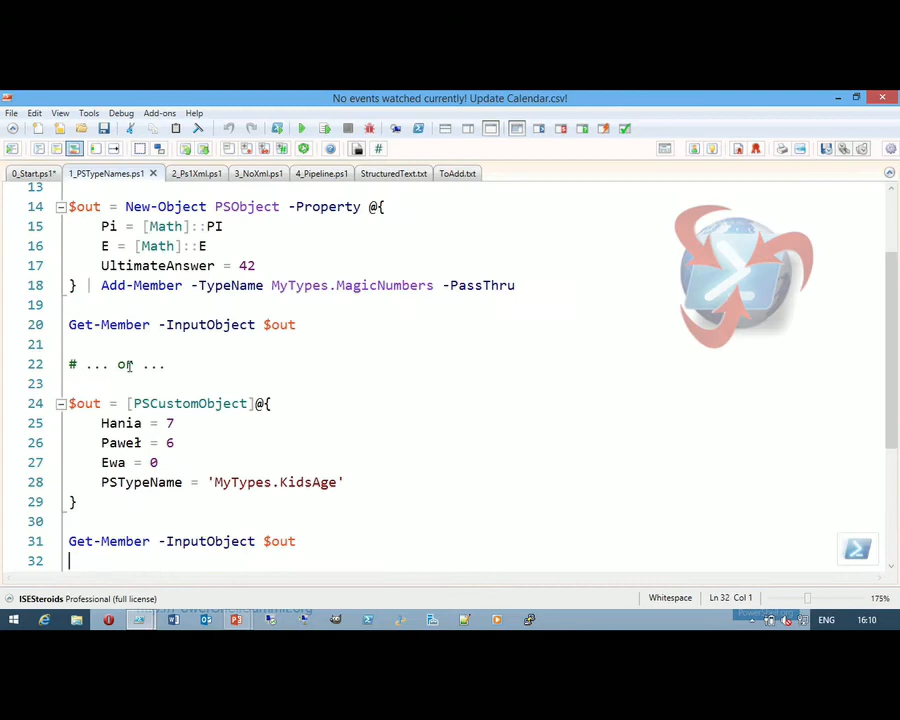 No events watched currently! Update Calendar.csv!
File Edit View Tools Debug Add-ons Help
0_Start.ps1* 1_PSTypeNames.ps1 2_Ps1Xml.ps1 3_NoXml.ps1 4_Pipeline.ps1 StructuredText.txt ToAdd.txt
13
14 $out = New-Object PSObject -Property @{
15 Pi = [Math]::PI
16 E = [Math]::E
17 UltimateAnswer = 42
18 } | Add-Member -TypeName MyTypes.MagicNumbers -PassThru
19
20 Get-Member -InputObject $out
21
22 # ... or ...
23
24 $out = [PSCustomObject]@{
25 Hania = 7
26 Paweł = 6
27 Ewa = 0
28 PSTypeName = 'MyTypes.KidsAge'
29 }
30
31 Get-Member -InputObject $out
32
ISESteroids Professional (full license) Whitespace Ln 32 Col 1 175%
ENG 16:10